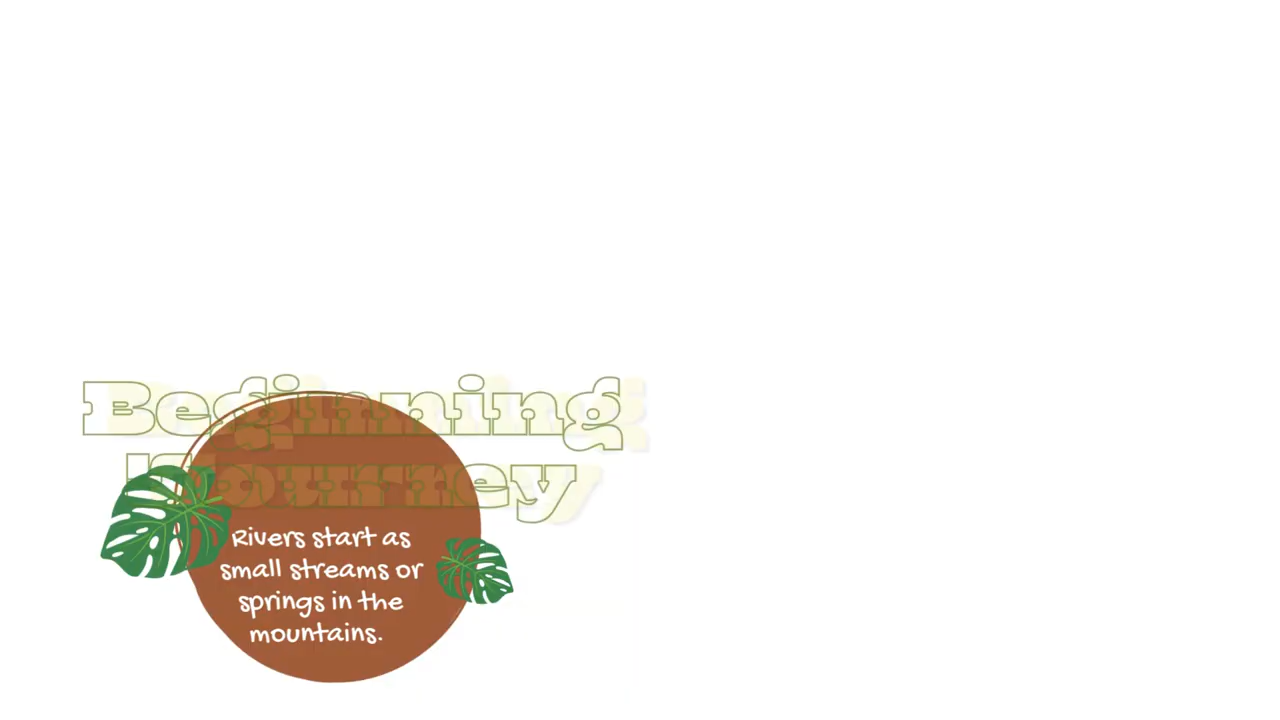 Beginning
Journey
Rivers start as
small streams or
springs in the
mountains.